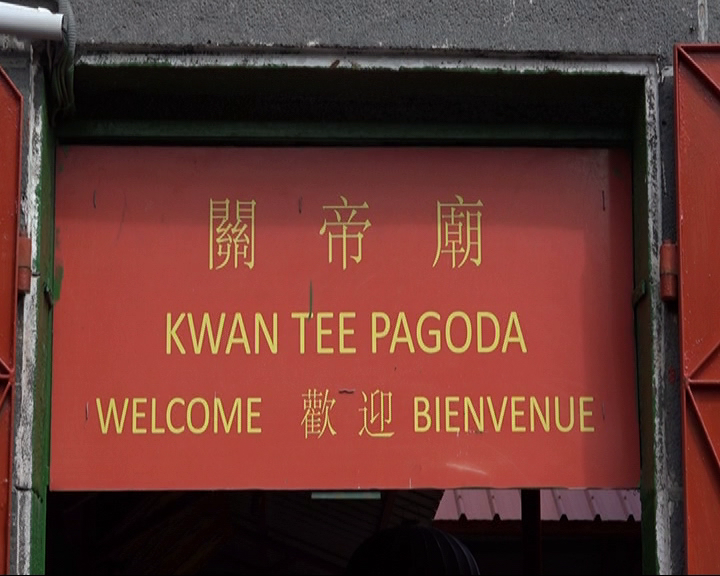 關帝廟
KWAN TEE PAGODA
WELCOME 歡迎 BIENVENUE